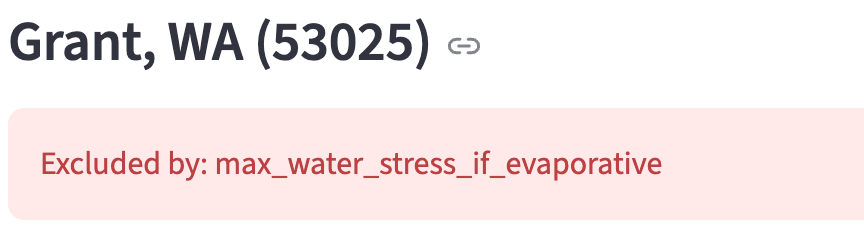 Grant, WA (53025)
Excluded by: max_water_stress_if_evaporative